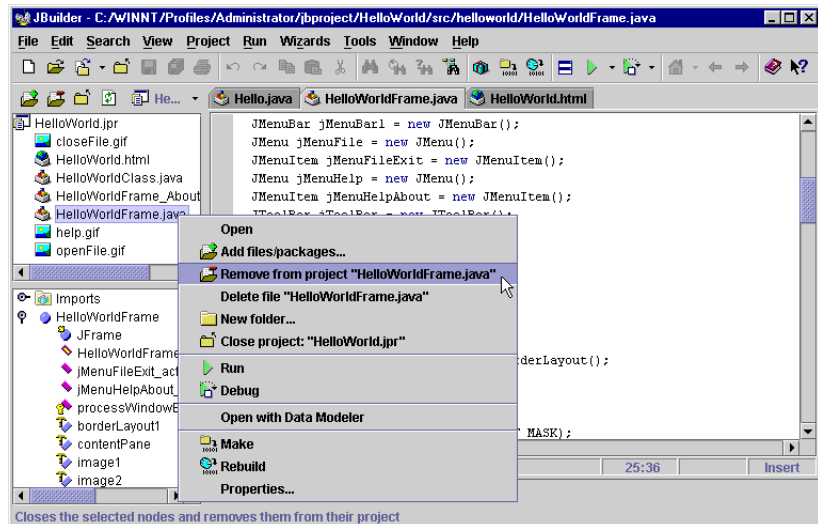 JBuilder - C:/WINNT/Profiles/Administrator/jbproject/HelloWorld/src/helloworld/HelloWorldFrame.java
File Edit Search View Project Run Wizards Tools Window Help
He... Hello.java HelloWorldFrame.java HelloWorld.html
HelloWorld.jpr
closeFile.gif
HelloWorld.html
HelloWorldClass.java
HelloWorldFrame_About
HelloWorldFrame.java
help.gif
openFile.gif
JMenuBar jMenuBar1 = new JMenuBar();
JMenu jMenuFile = new JMenu();
JMenuItem jMenuFileExit = new JMenuItem();
JMenu jMenuHelp = new JMenu();
JMenuItem jMenuHelpAbout = new JMenuItem();
JToolBar jToolBar = new JToolBar();
Open
Add files/packages...
Remove from project "HelloWorldFrame.java"
Delete file "HelloWorldFrame.java"
New folder...
Close project: "HelloWorld.jpr"
Run
Debug
Open with Data Modeler
Make
Rebuild
Properties...
Imports
HelloWorldFrame
JFrame
HelloWorldFrame
jMenuFileExit_act
jMenuHelpAbout_
processWindowE
borderLayout1
contentPane
image1
image2
derLayout();
MASK);
25:36 Insert
Closes the selected nodes and removes them from their project